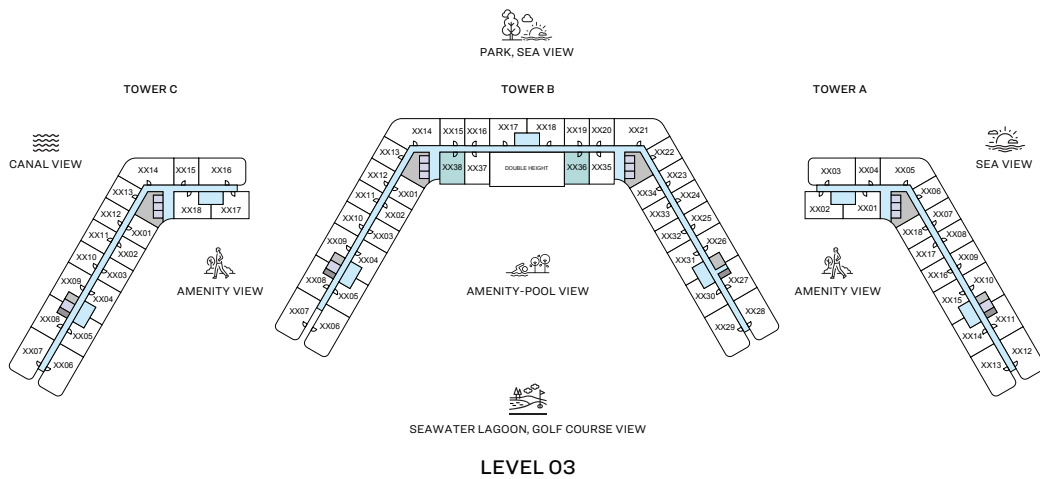 PARK, SEA VIEW
TOWER C
TOWER B
TOWER A
CANAL VIEW
SEA VIEW
XX14
XX15
XX16
XX13
XX12
XX11
XX10
XX09
XX08
XX07
XX18
XX17
XX01
XX02
XX03
XX04
XX05
XX06
AMENITY VIEW
XX14
XX15
XX16
XX17
XX18
XX19
XX20
XX21
XX13
XX12
XX11
XX10
XX09
XX08
XX07
XX38
XX37
DOUBLE HEIGHT
XX36
XX35
XX01
XX02
XX03
XX04
XX05
XX06
XX22
XX23
XX24
XX25
XX26
XX27
XX28
XX34
XX33
XX32
XX31
XX30
XX29
AMENITY-POOL VIEW
XX03
XX04
XX05
XX02
XX01
XX06
XX07
XX08
XX09
XX10
XX11
XX12
XX18
XX17
XX16
XX15
XX14
XX13
AMENITY VIEW
SEAWATER LAGOON, GOLF COURSE VIEW
LEVEL 03